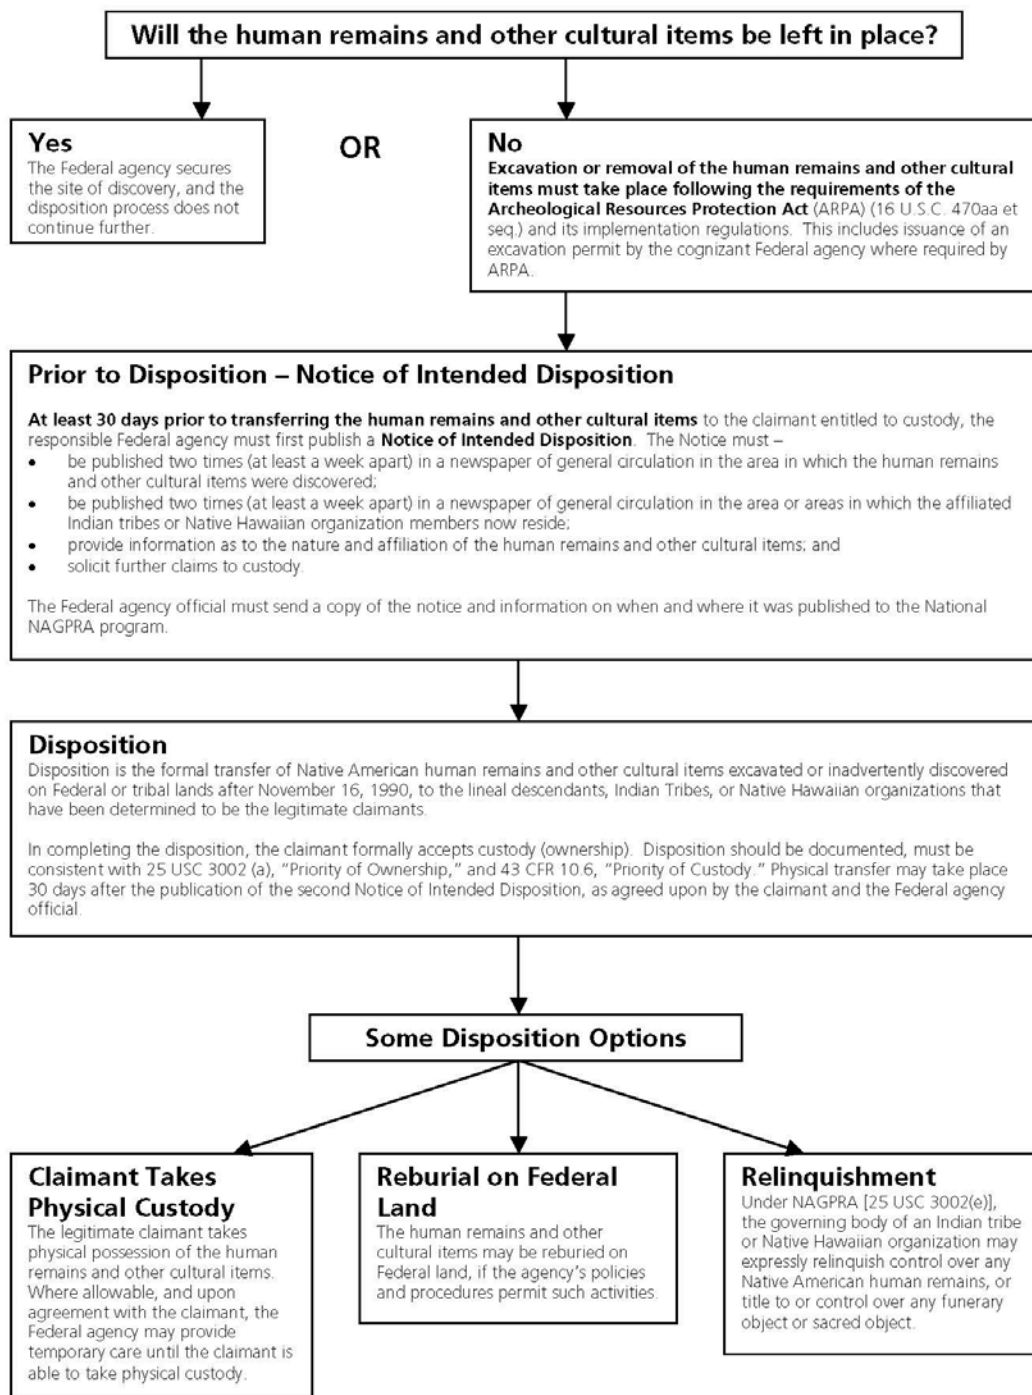 Will the human remains and other cultural items be left in place?
Yes
The Federal agency secures
the site of discovery, and the
disposition process does not
continue further.
OR
No
Excavation or removal of the human remains and other cultural
items must take place following the requirements of the
Archeological Resources Protection Act (ARPA) (16 U.S.C. 470aa et
seq.) and its implementation regulations. This includes issuance of an
excavation permit by the cognizant Federal agency where required by
ARPA.
Prior to Disposition – Notice of Intended Disposition
At least 30 days prior to transferring the human remains and other cultural items to the claimant entitled to custody, the
responsible Federal agency must first publish a Notice of Intended Disposition. The Notice must –
• be published two times (at least a week apart) in a newspaper of general circulation in the area in which the human remains
and other cultural items were discovered;
• be published two times (at least a week apart) in a newspaper of general circulation in the area or areas in which the affiliated
Indian tribes or Native Hawaiian organization members now reside;
• provide information as to the nature and affiliation of the human remains and other cultural items; and
• solicit further claims to custody.
The Federal agency official must send a copy of the notice and information on when and where it was published to the National
NAGPRA program.
Disposition
Disposition is the formal transfer of Native American human remains and other cultural items excavated or inadvertently discovered
on Federal or tribal lands after November 16, 1990, to the lineal descendants, Indian Tribes, or Native Hawaiian organizations that
have been determined to be the legitimate claimants.
In completing the disposition, the claimant formally accepts custody (ownership). Disposition should be documented, must be
consistent with 25 USC 3002 (a), “Priority of Ownership,” and 43 CFR 10.6, “Priority of Custody.” Physical transfer may take place
30 days after the publication of the second Notice of Intended Disposition, as agreed upon by the claimant and the Federal agency
official.
Some Disposition Options
Claimant Takes
Physical Custody
The legitimate claimant takes
physical possession of the human
remains and other cultural items.
Where allowable, and upon
agreement with the claimant, the
Federal agency may provide
temporary care until the claimant is
able to take physical custody.
Reburial on Federal
Land
The human remains and other
cultural items may be reburied on
Federal land, if the agency’s policies
and procedures permit such activities.
Relinquishment
Under NAGPRA [25 USC 3002(e)],
the governing body of an Indian tribe
or Native Hawaiian organization may
expressly relinquish control over any
Native American human remains, or
title to or control over any funerary
object or sacred object.